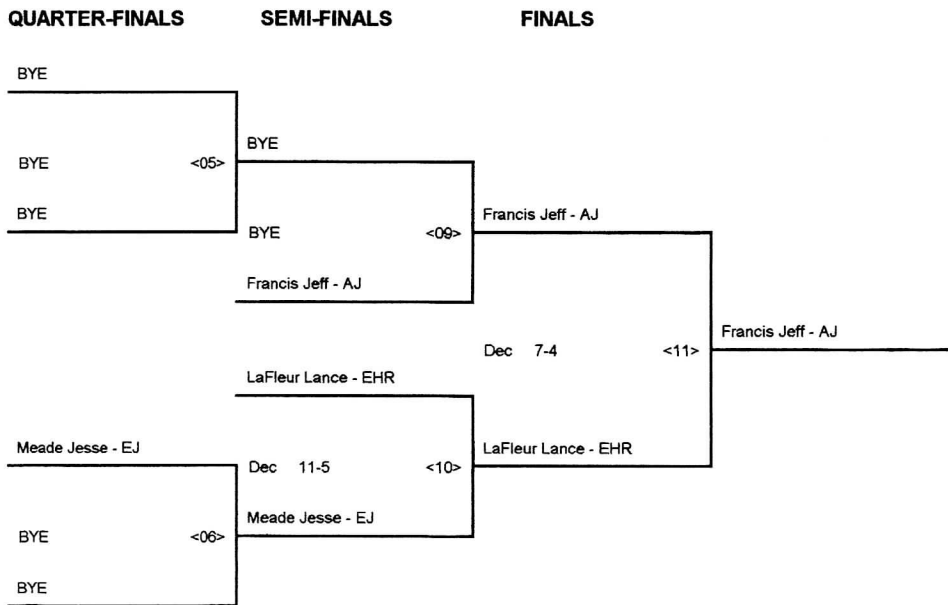 QUARTER-FINALS SEMI-FINALS FINALS
BYE
BYE
BYE <05>
BYE
BYE <09>
Francis Jeff - AJ
Francis Jeff - AJ
Dec 7-4 <11>
Francis Jeff - AJ
LaFleur Lance - EHR
Meade Jesse - EJ
LaFleur Lance - EHR
Dec 11-5 <10>
Meade Jesse - EJ
BYE <06>
BYE